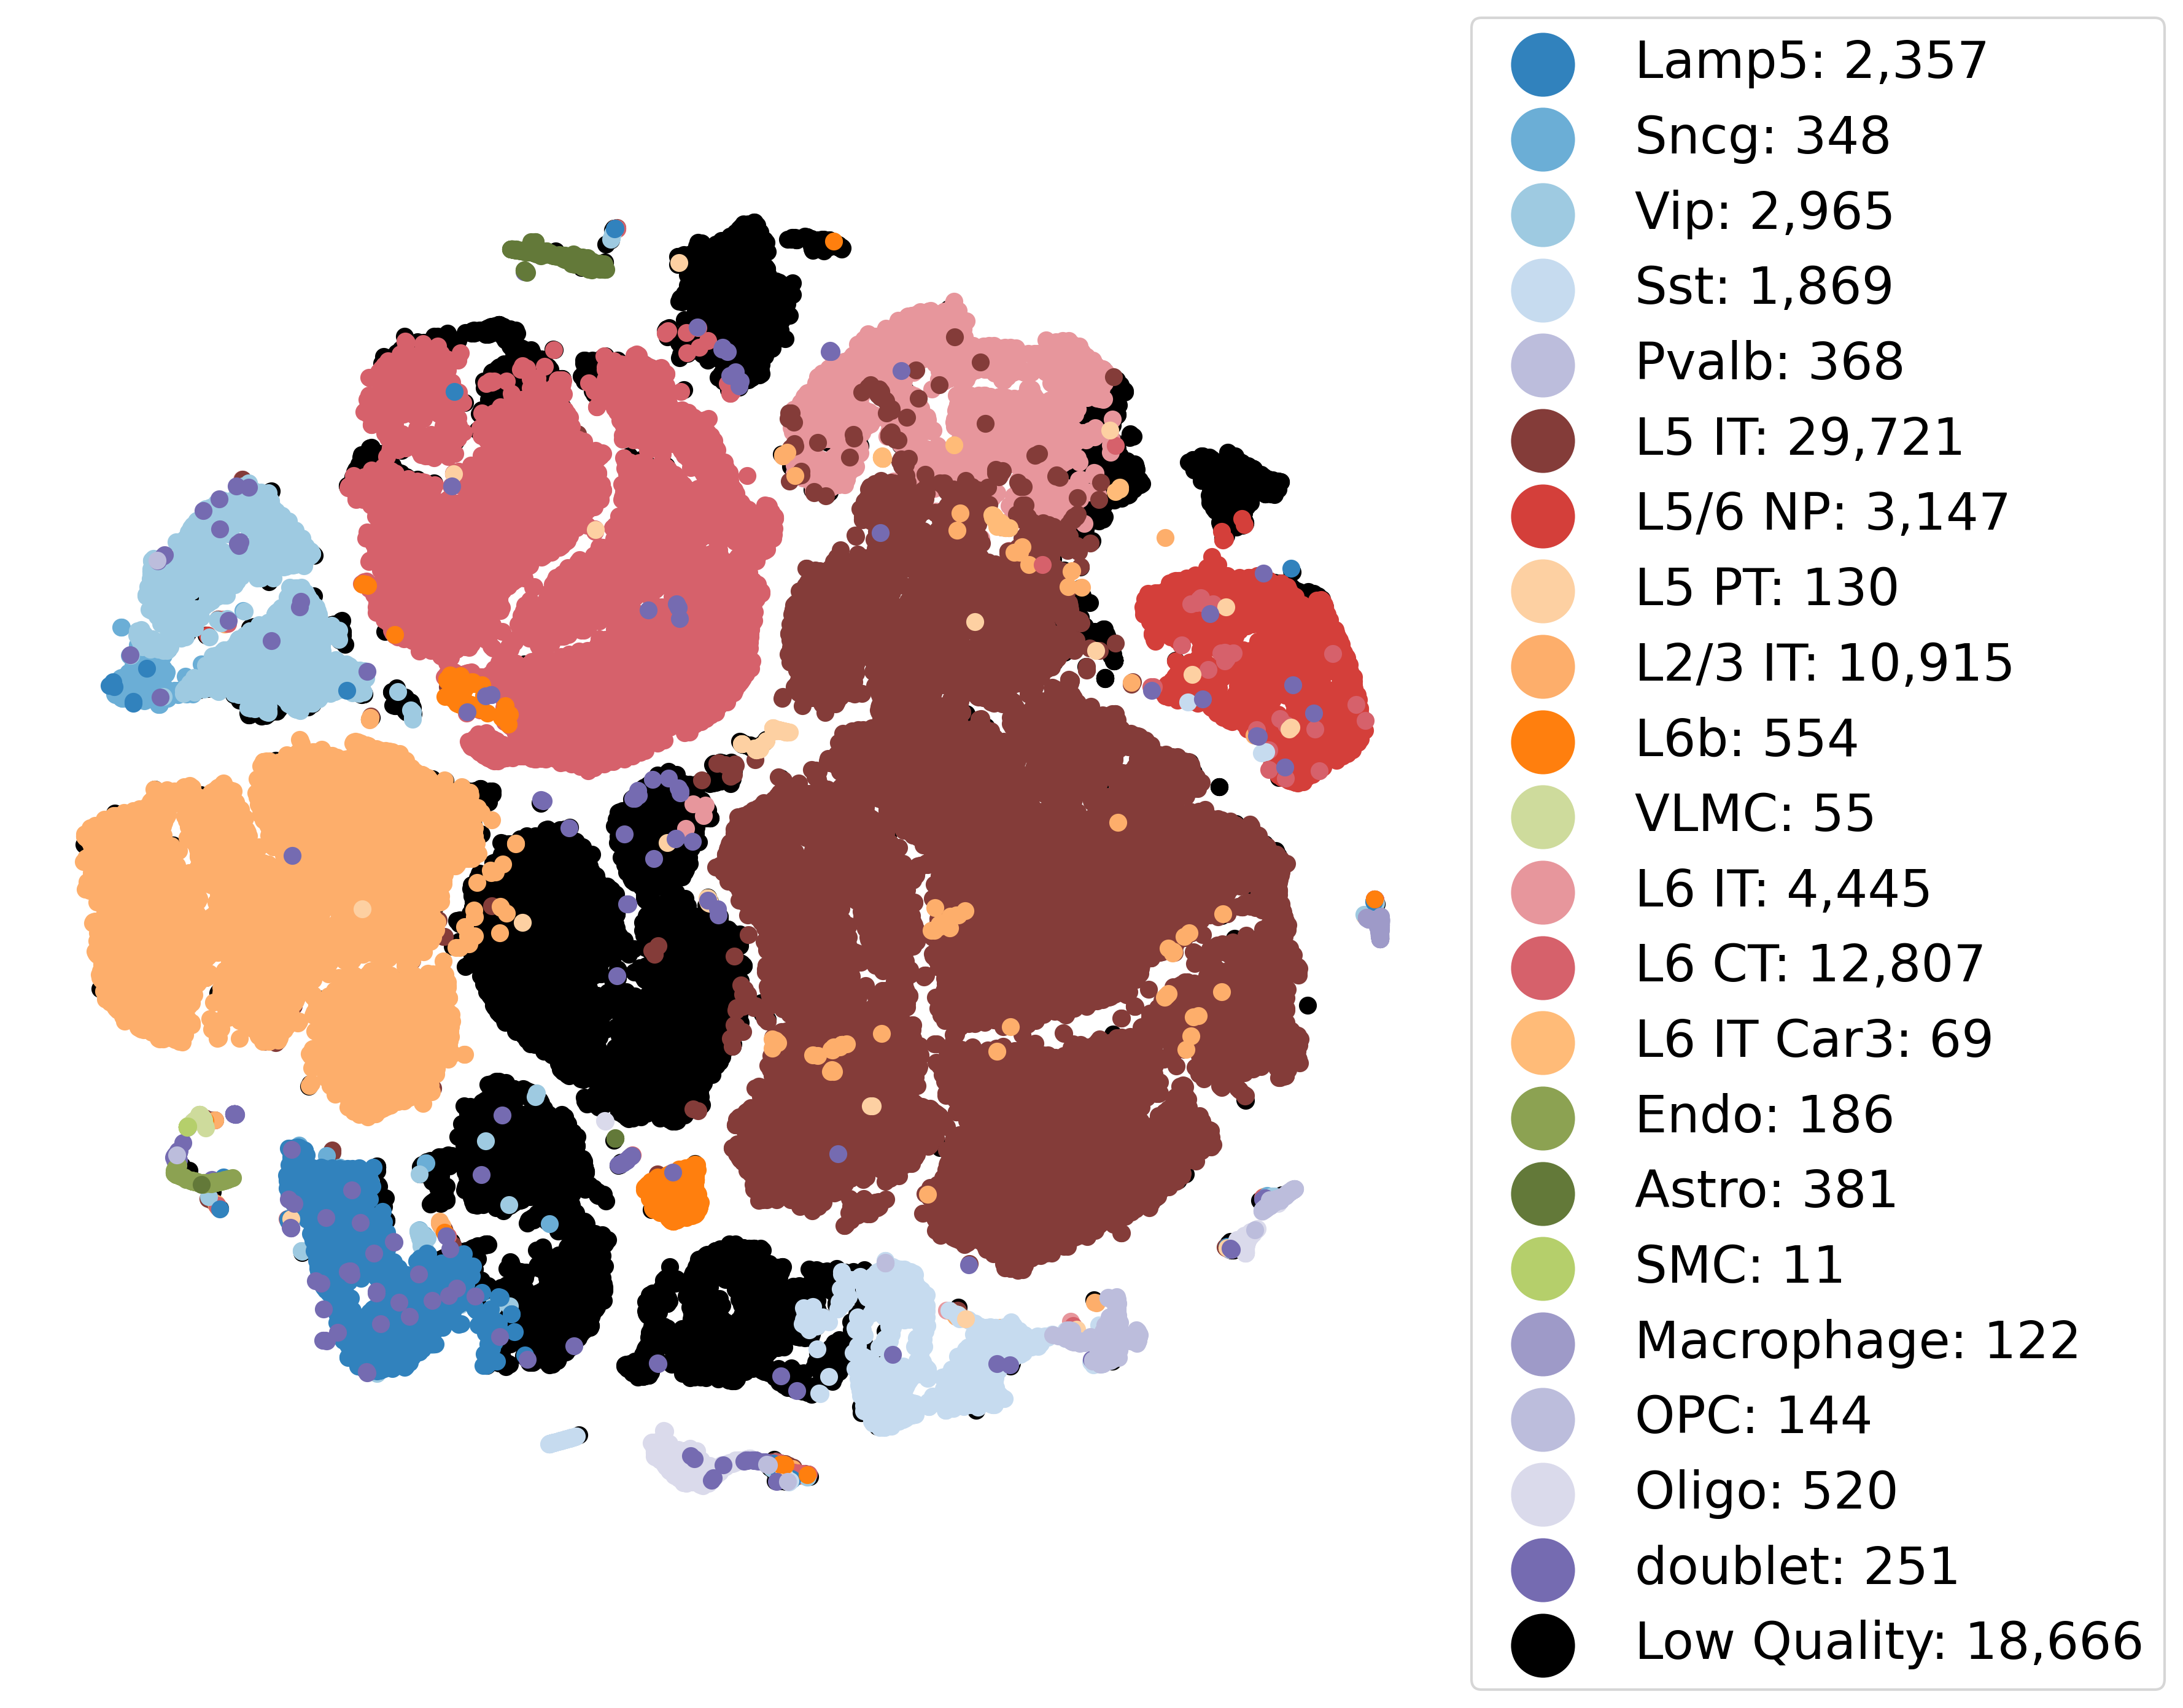 Lamp5: 2,357
Sncg: 348
Vip: 2,965
Sst: 1,869
Pvalb: 368
L5 IT: 29,721
L5/6 NP: 3,147
L5 PT: 130
L2/3 IT: 10,915
L6b: 554
VLMC: 55
L6 IT: 4,445
L6 CT: 12,807
L6 IT Car3: 69
Endo: 186
Astro: 381
SMC: 11
Macrophage: 122
OPC: 144
Oligo: 520
doublet: 251
Low Quality: 18,666